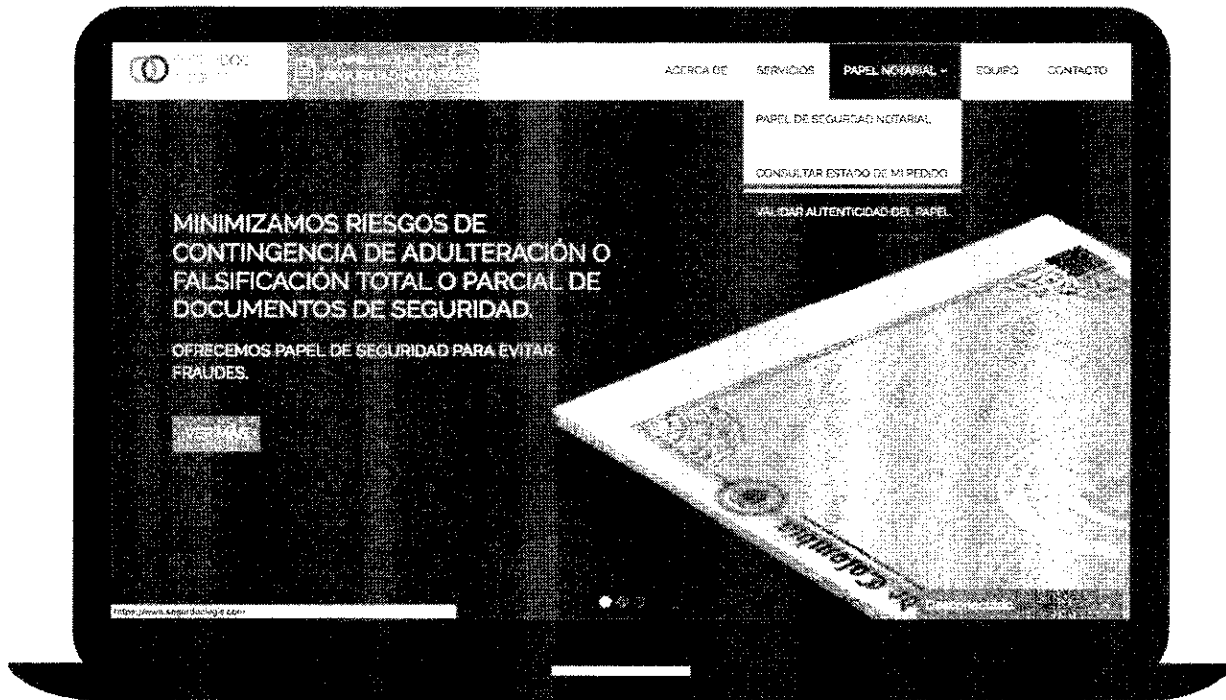 ACERCA DE SERVICIOS PAPEL NOTARIAL EQUIPO CONTACTO
PAPEL DE SEGURIDAD NOTARIAL
CONSULTAR ESTADO DE MI PEDIDO
VALIDAR AUTENTICIDAD DEL PAPEL
MINIMIZAMOS RIESGOS DE
CONTINGENCIA DE ADULTERACIÓN O
FALSIFICACIÓN TOTAL O PARCIAL DE
DOCUMENTOS DE SEGURIDAD.
OFRECEMOS PAPEL DE SEGURIDAD PARA EVITAR
FRAUDES.
Colombia
Desconectado